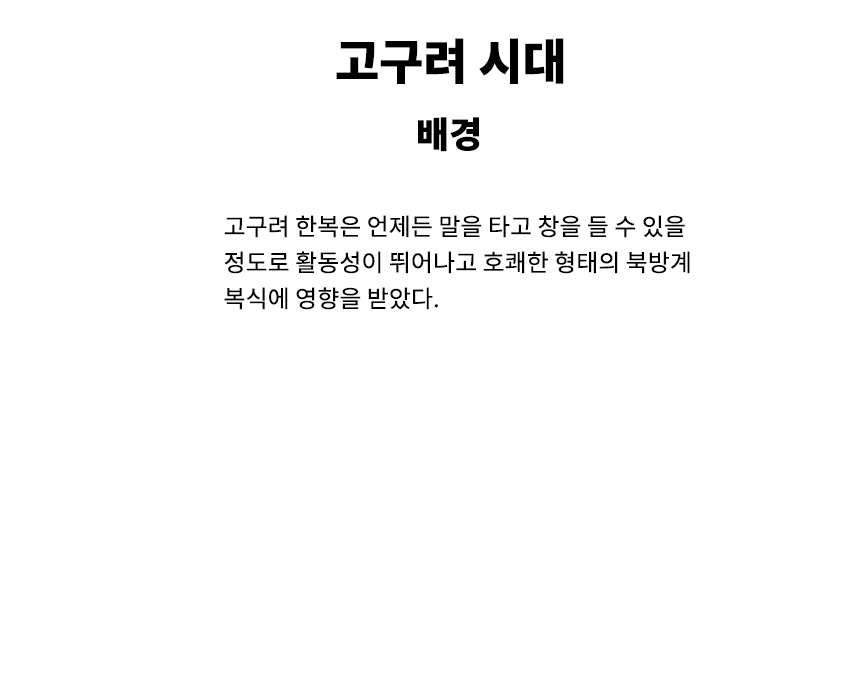 고구려 시대
배경
고구려 한복은 언제든 말을 타고 창을 들 수 있을
정도로 활동성이 뛰어나고 호쾌한 형태의 북방계
복식에 영향을 받았다.